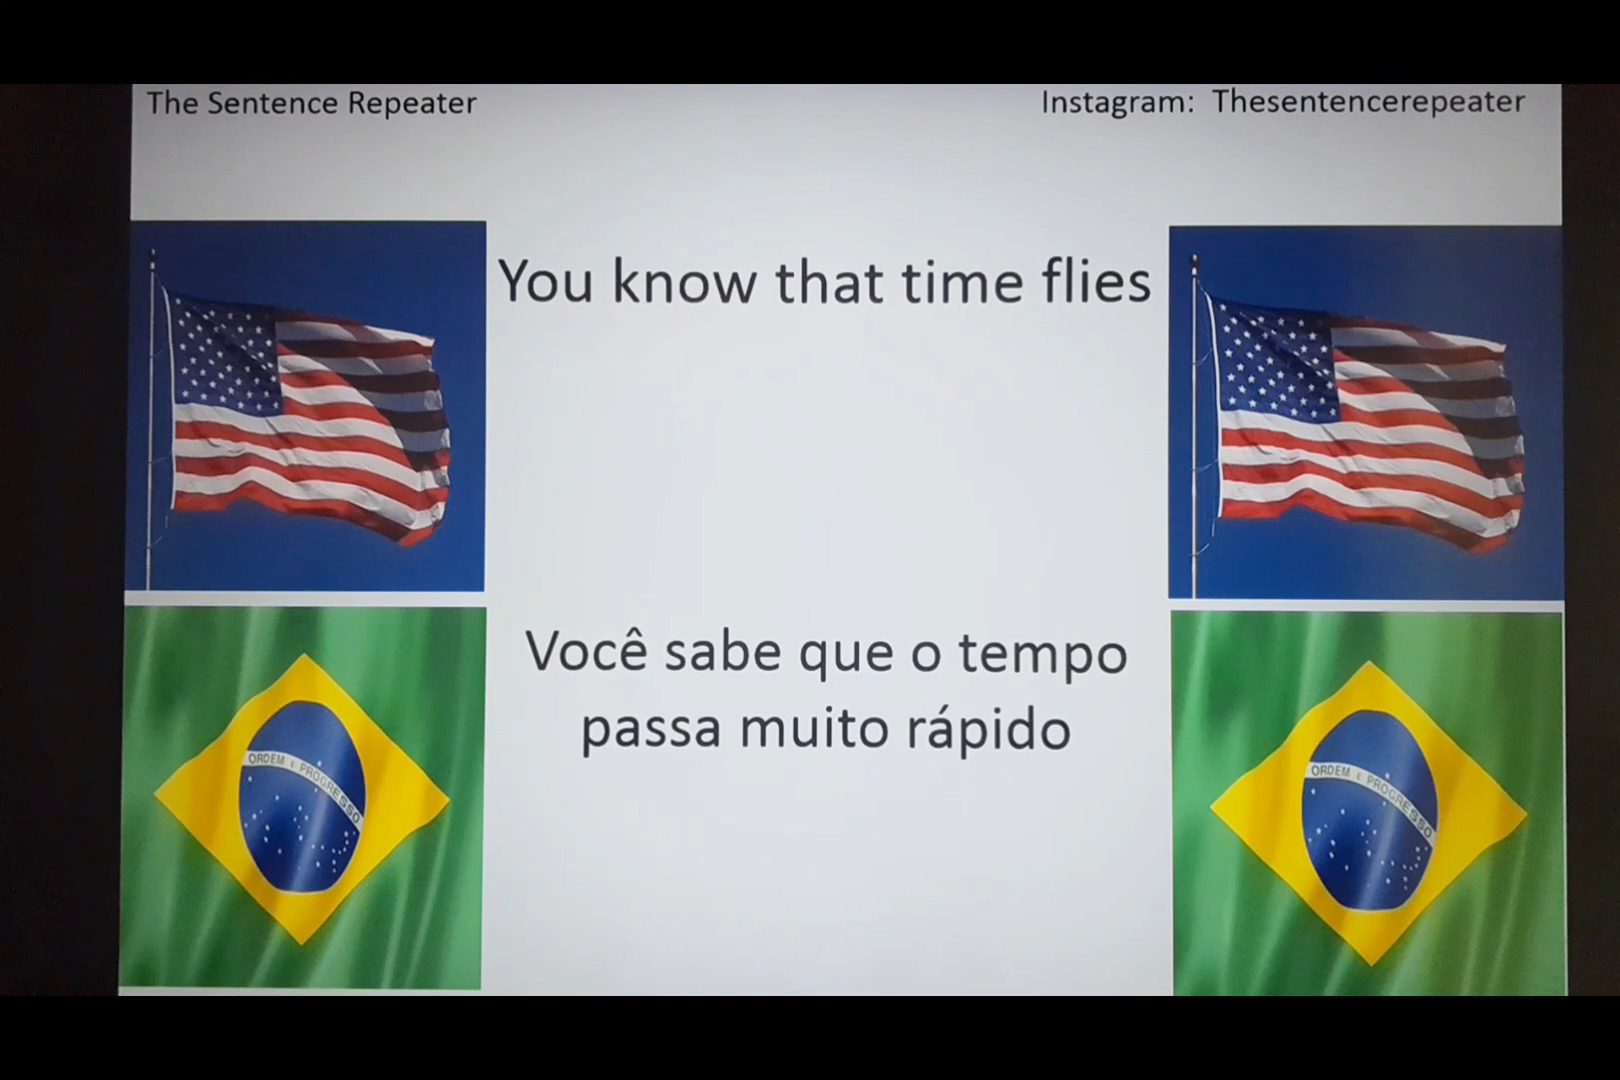 The Sentence Repeater
Instagram: Thesentencerepeater
You know that time flies
Você sabe que o tempo
passa muito rápido
ORDEM E PROGRESSO
ORDEM E PROGRESSO